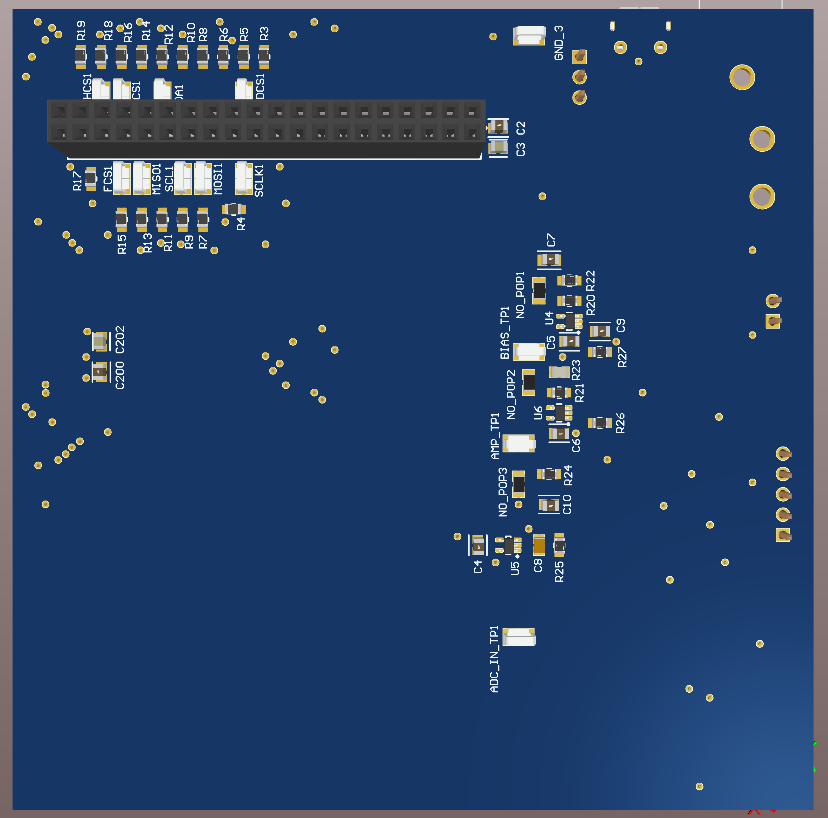 R19
R18
R16
R14
R12
R10
R8
R6
R5
R3
GND_3
HCS1
CS1
DA1
DCS1
C2
C3
R17
FCS1
MISO1
SCL1
MOSI1
SCLK1
R15
R13
R11
R9
R7
R4
C7
NO_POP1
R22
R20
U4
C5
C9
BIAS_TP1
R27
C202
C200
R23
NO_POP2
R21
U6
R26
AMP_TP1
C6
NO_POP3
R24
C10
C4
U5
C8
R25
ADC_IN_TP1